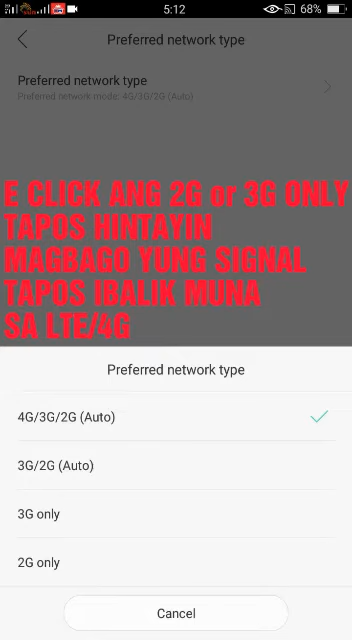 5:12
68%
Preferred network type
Preferred network type
Preferred network mode: 4G/3G/2G (Auto)
E CLICK ANG 2G or 3G ONLY
TAPOS HINTAYIN
MAGBAGO YUNG SIGNAL
TAPOS IBALIK MUNA
SA LTE/4G
Preferred network type
4G/3G/2G (Auto)
3G/2G (Auto)
3G only
2G only
Cancel